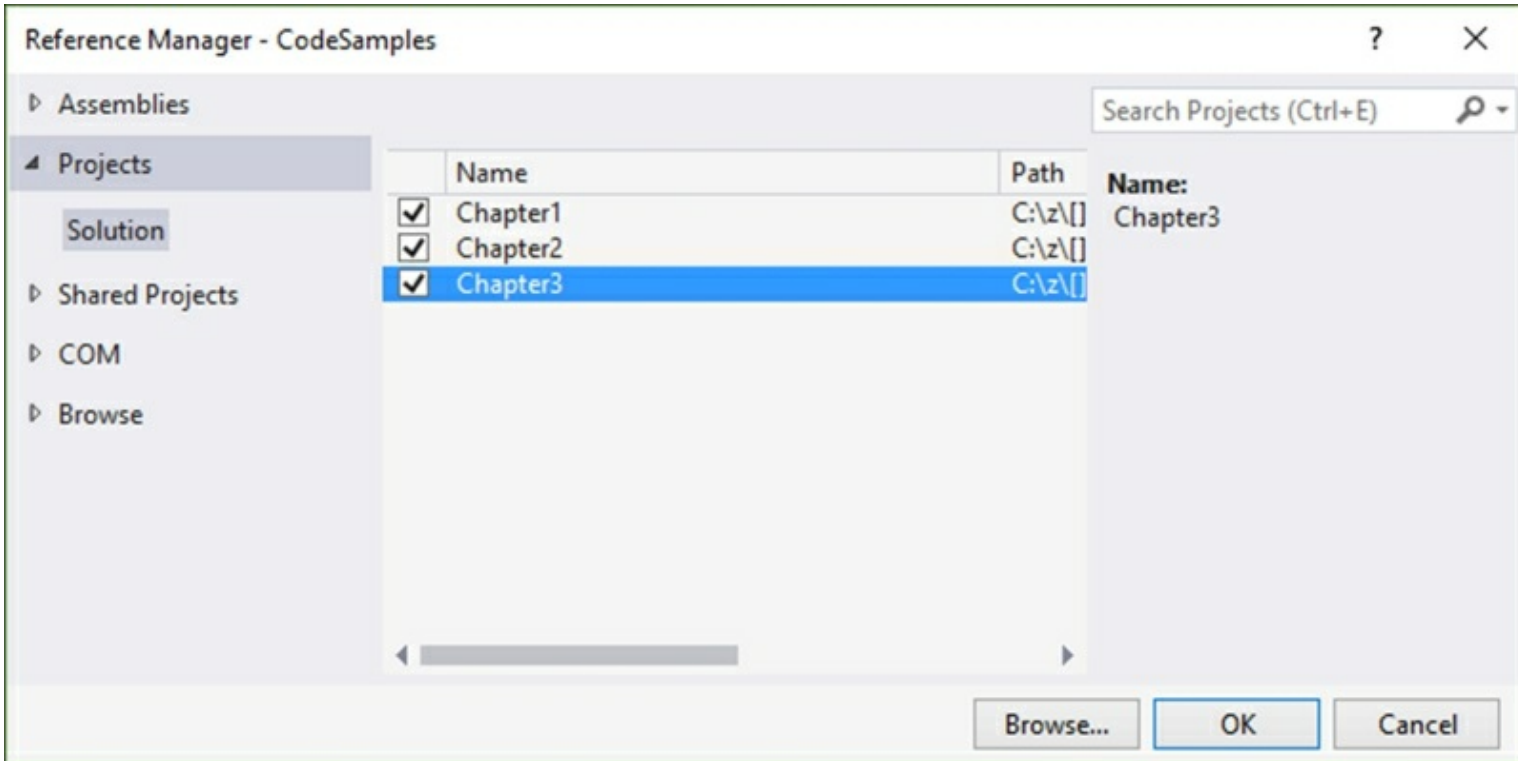 Reference Manager - CodeSamples
?
Assemblies
Projects
Solution
Shared Projects
COM
Browse
Name Path
Chapter1 C:\z\[]
Chapter2 C:\z\[]
Chapter3 C:\z\[]
Search Projects (Ctrl+E)
Name:
Chapter3
Browse... OK Cancel